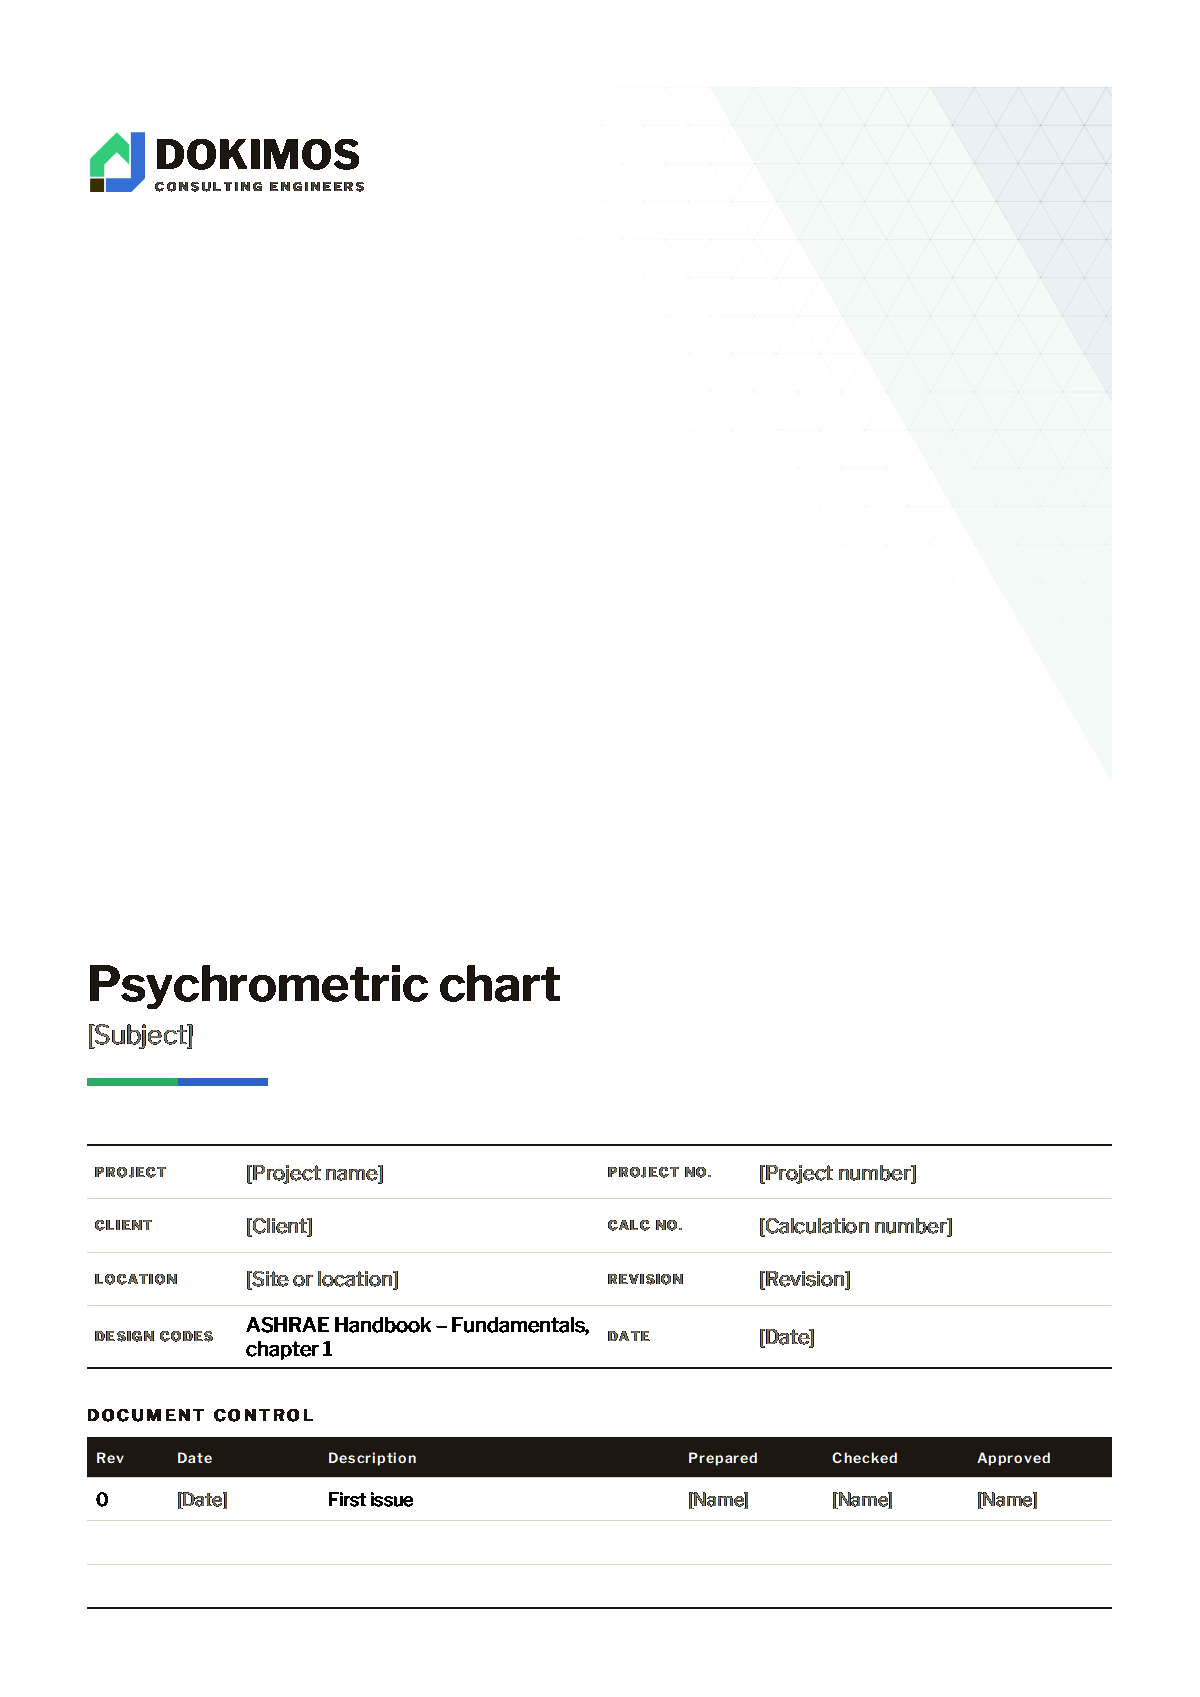 DOKIMOS
CONSULTING ENGINEERS
Psychrometric chart
[Subject]
PROJECT [Project name] PROJECT NO. [Project number]
CLIENT [Client] CALC NO. [Calculation number]
LOCATION [Site or location] REVISION [Revision]
DESIGN CODES ASHRAE Handbook – Fundamentals, chapter 1 DATE [Date]
DOCUMENT CONTROL
Rev Date Description Prepared Checked Approved
0 [Date] First issue [Name] [Name] [Name]